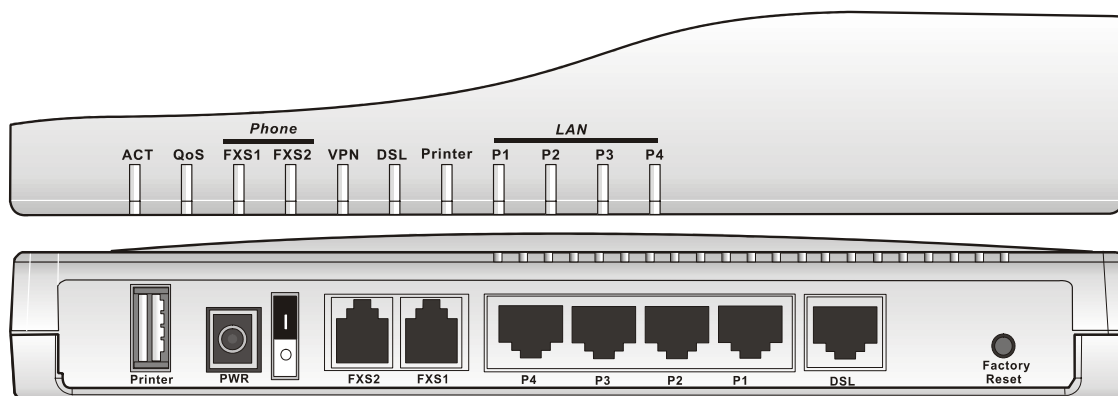 Phone LAN
ACT QoS FXS1 FXS2 VPN DSL Printer P1 P2 P3 P4
Printer PWR FXS2 FXS1 P4 P3 P2 P1 DSL Factory
Reset